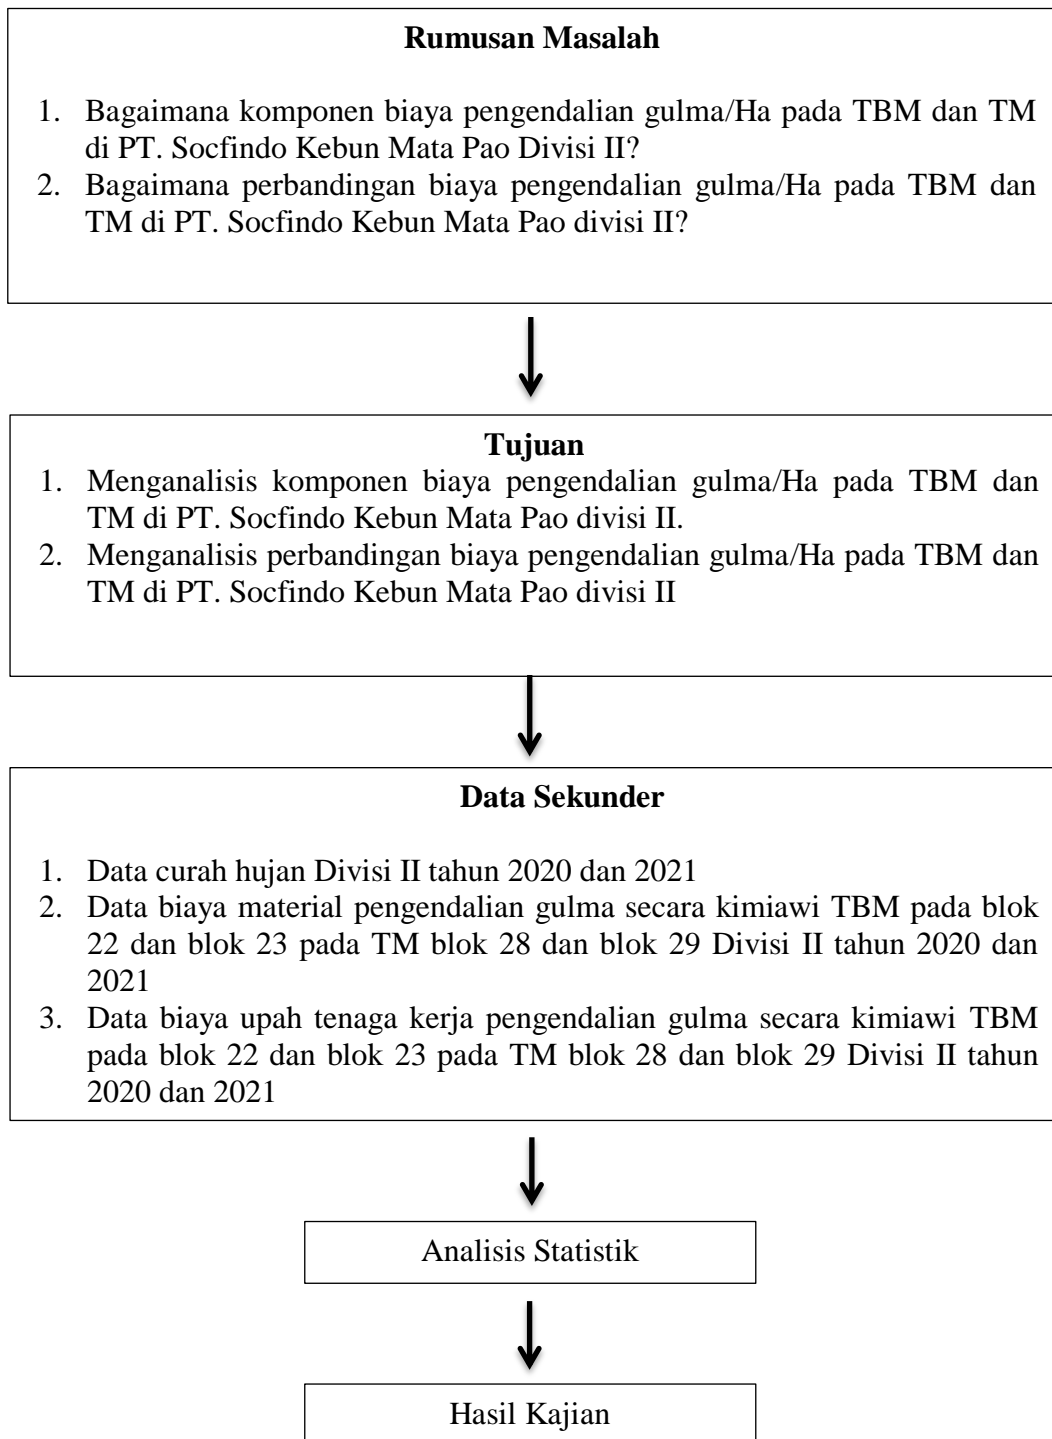 Rumusan Masalah
1. Bagaimana komponen biaya pengendalian gulma/Ha pada TBM dan TM
di PT. Socfindo Kebun Mata Pao Divisi II?
2. Bagaimana perbandingan biaya pengendalian gulma/Ha pada TBM dan
TM di PT. Socfindo Kebun Mata Pao divisi II?
Tujuan
1. Menganalisis komponen biaya pengendalian gulma/Ha pada TBM dan
TM di PT. Socfindo Kebun Mata Pao divisi II.
2. Menganalisis perbandingan biaya pengendalian gulma/Ha pada TBM dan
TM di PT. Socfindo Kebun Mata Pao divisi II
Data Sekunder
1. Data curah hujan Divisi II tahun 2020 dan 2021
2. Data biaya material pengendalian gulma secara kimiawi TBM pada blok
22 dan blok 23 pada TM blok 28 dan blok 29 Divisi II tahun 2020 dan
2021
3. Data biaya upah tenaga kerja pengendalian gulma secara kimiawi TBM
pada blok 22 dan blok 23 pada TM blok 28 dan blok 29 Divisi II tahun
2020 dan 2021
Analisis Statistik
Hasil Kajian